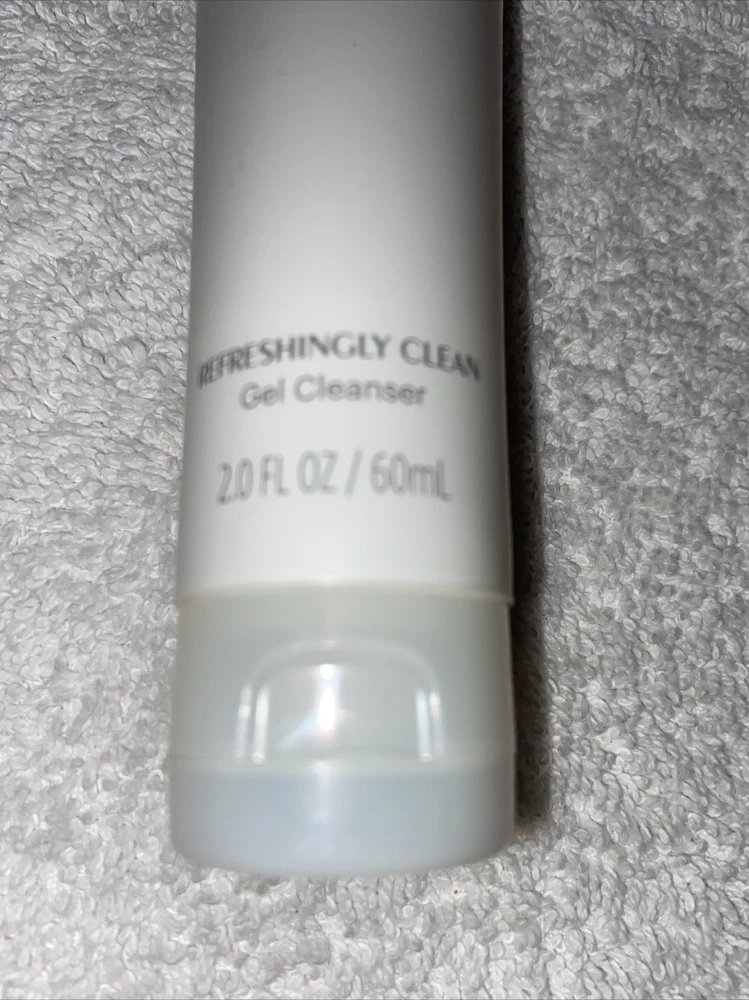 REFRESHINGLY CLEAN
Gel Cleanser
2.0 FL OZ / 60mL